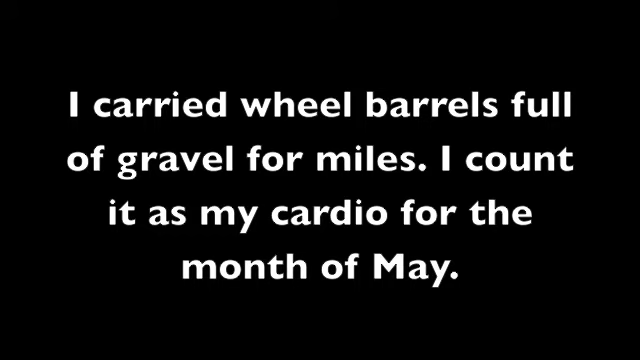 I carried wheel barrels full
of gravel for miles. I count
it as my cardio for the
month of May.